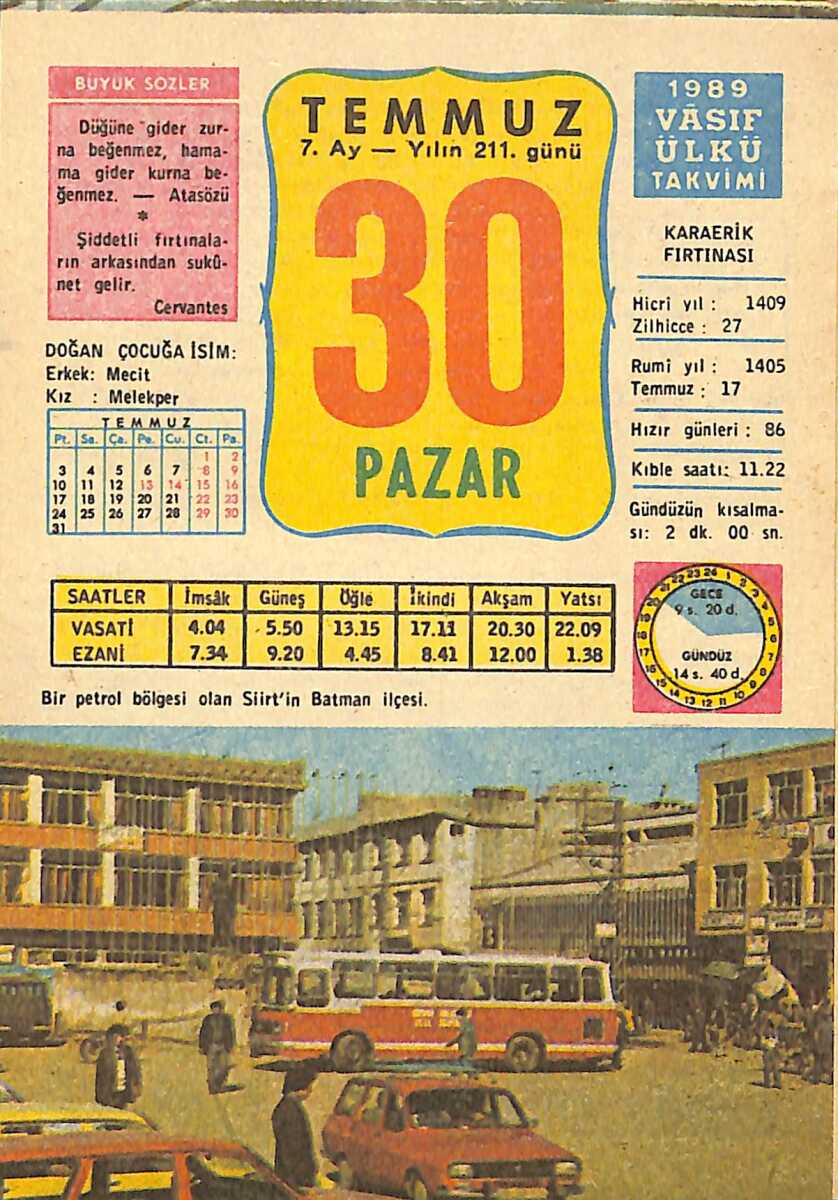 BUYUK SOZLER
Düğüne gider zur-
na beğenmez, hama-
ma gider kurna be-
ğenmez. — Atasözü
*
Şiddetli fırtınala-
rın arkasından sukû-
net gelir.
Cervantes
DOĞAN ÇOCUĞA İSİM:
Erkek: Mecit
Kız : Melekper
TEMMUZ
Pt. Sa. Ça. Pe. Cu. Ct. Pa.
1 2
3 4 5 6 7 8 9
10 11 12 13 14 15 16
17 18 19 20 21 22 23
24 25 26 27 28 29 30
31
TEMMUZ
7. Ay — Yılın 211. günü
30
PAZAR
1989
VÂSIF
ÜLKÜ
TAKVİMİ
KARAERİK
FIRTINASI
Hicri yıl : 1409
Zilhicce : 27
Rumi yıl : 1405
Temmuz : 17
Hızır günleri : 86
Kıble saati: 11.22
Gündüzün kısalma-
sı: 2 dk. 00 sn.
SAATLER İmsâk Güneş Öğle İkindi Akşam Yatsı
VASATİ 4.04 5.50 13.15 17.11 20.30 22.09
EZANİ 7.34 9.20 4.45 8.41 12.00 1.38
GECE
9 s. 20 d.
GÜNDÜZ
14 s. 40 d.
Bir petrol bölgesi olan Siirt'in Batman ilçesi.